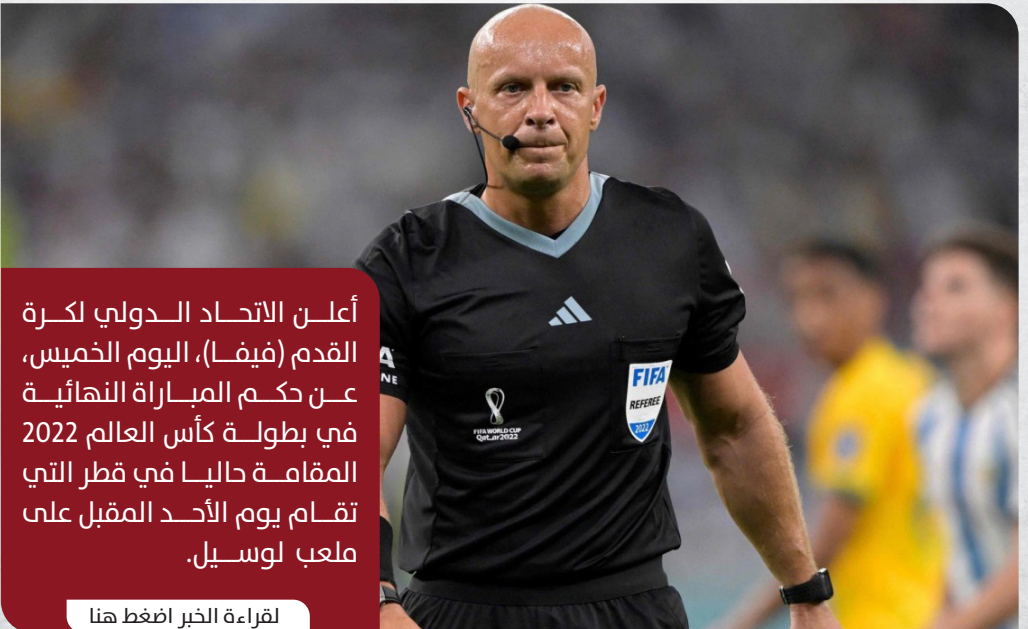 أعلن الاتحاد الدولي لكرة
القدم (فيفا)، اليوم الخميس،
عن حكم المباراة النهائية
في بطولة كأس العالم 2022
المقامة حاليا في قطر التي
تقام يوم الأحد المقبل على
ملعب لوسيل.
لقراءة الخبر اضغط هنا
FIFA
REFEREE
2022
FIFA WORLD CUP
Qatar2022